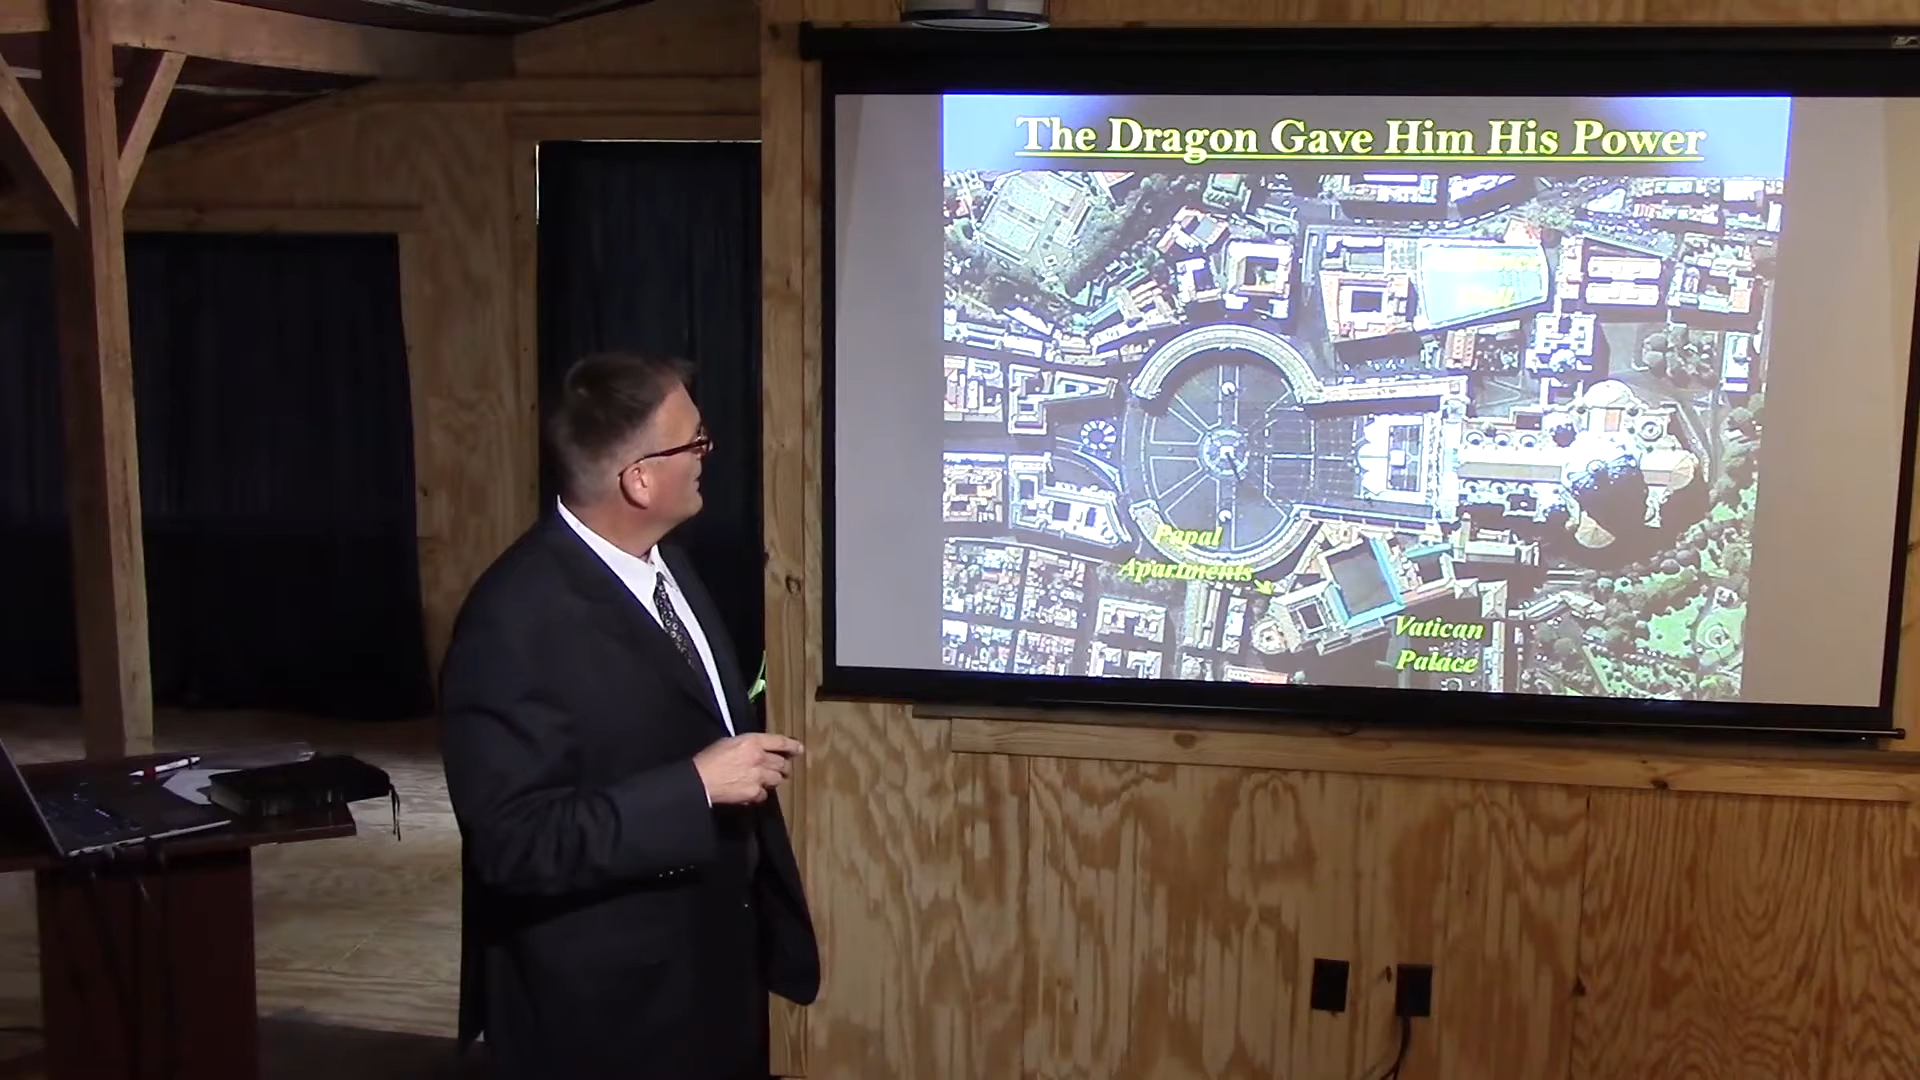 The Dragon Gave Him His Power
Papal
Apartments
Vatican
Palace